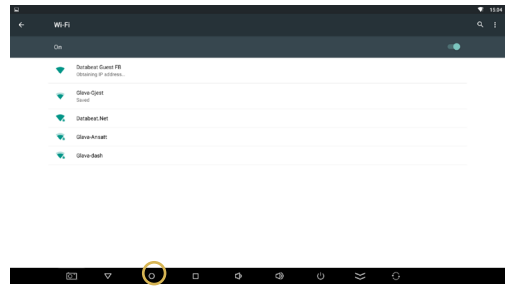 15:04
Wi-Fi
On
Databeat Guest FB
Obtaining IP address...
Glava-Gjest
Saved
Databeat.Net
Glava-Ansatt
Glava-dash